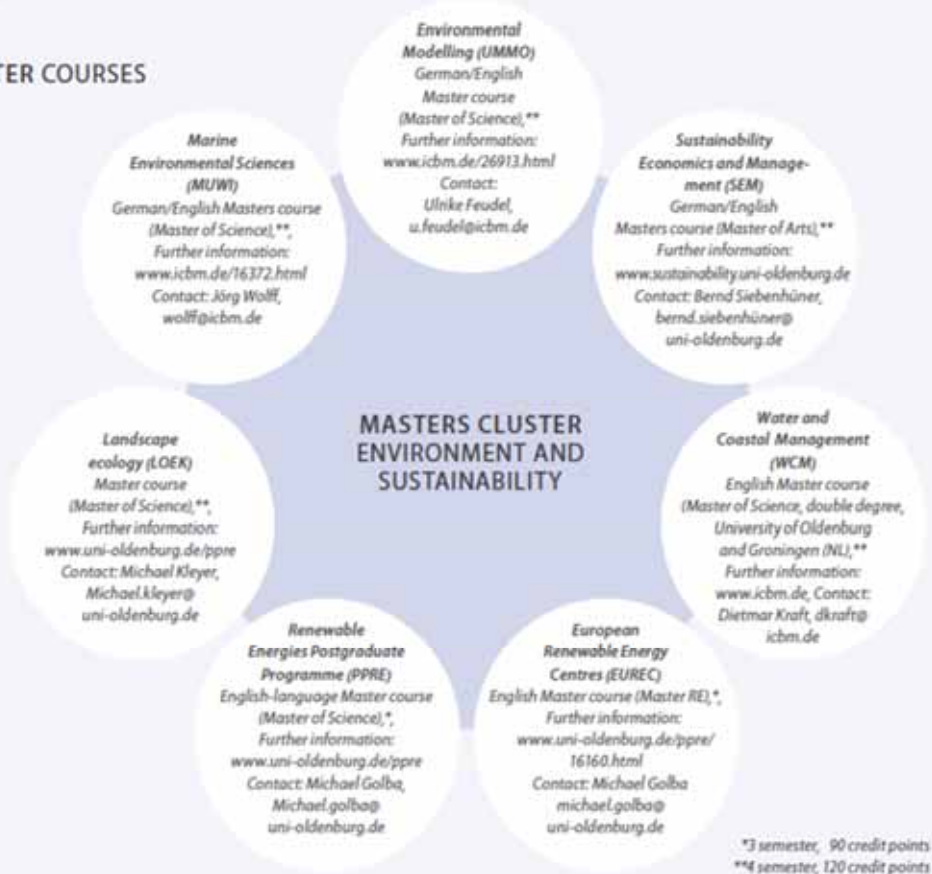 TER COURSES
Environmental
Modelling (UMMO)
German/English
Master course
(Master of Science),**
Further information:
www.icbm.de/26913.html
Contact:
Ulrike Feudel,
u.feudel@icbm.de
Marine
Environmental Sciences
(MUWI)
German/English Masters course
(Master of Science),**,
Further information:
www.icbm.de/16372.html
Contact: Jörg Wolff,
wolff@icbm.de
Sustainability
Economics and Manage-
ment (SEM)
German/English
Masters course (Master of Arts),**
Further information:
www.sustainability.uni-oldenburg.de
Contact: Bernd Siebenhüner,
bernd.siebenhüner@
uni-oldenburg.de
MASTERS CLUSTER
ENVIRONMENT AND
SUSTAINABILITY
Landscape
ecology (LOEK)
Master course
(Master of Science),**,
Further information:
www.uni-oldenburg.de/ppre
Contact: Michael Kleyer,
Michael.kleyer@
uni-oldenburg.de
Water and
Coastal Management
(WCM)
English Master course
(Master of Science, double degree,
University of Oldenburg
and Groningen (NL),**
Further information:
www.icbm.de, Contact:
Dietmar Kraft, dkraft@
icbm.de
Renewable
Energies Postgraduate
Programme (PPRE)
English-language Master course
(Master of Science),*,
Further information:
www.uni-oldenburg.de/ppre
Contact: Michael Golba,
Michael.golba@
uni-oldenburg.de
European
Renewable Energy
Centres (EUREC)
English Master course (Master RE),*,
Further information:
www.uni-oldenburg.de/ppre/
16160.html
Contact: Michael Golba
michael.golba@
uni-oldenburg.de
*3 semester, 90 credit points
**4 semester, 120 credit points